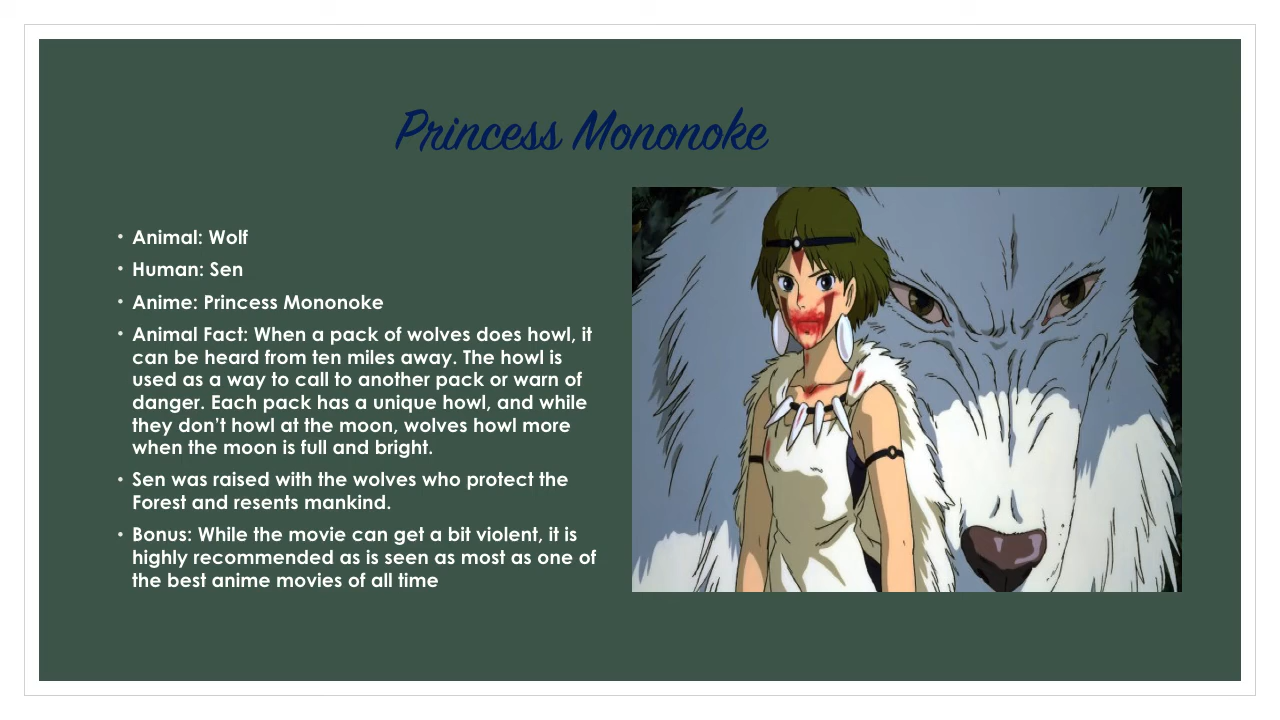 Princess Mononoke
• Animal: Wolf
• Human: Sen
• Anime: Princess Mononoke
• Animal Fact: When a pack of wolves does howl, it
can be heard from ten miles away. The howl is
used as a way to call to another pack or warn of
danger. Each pack has a unique howl, and while
they don't howl at the moon, wolves howl more
when the moon is full and bright.
• Sen was raised with the wolves who protect the
Forest and resents mankind.
• Bonus: While the movie can get a bit violent, it is
highly recommended as is seen as most as one of
the best anime movies of all time